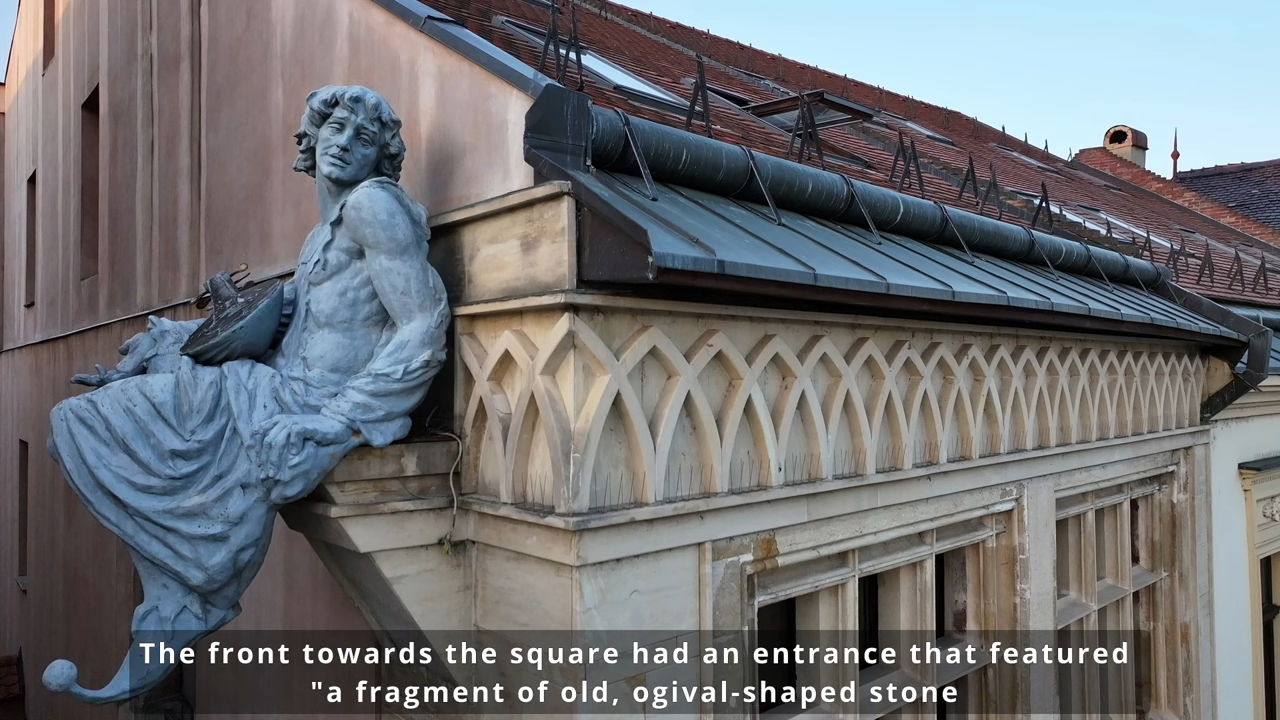 The front towards the square had an entrance that featured
"a fragment of old, ogival-shaped stone